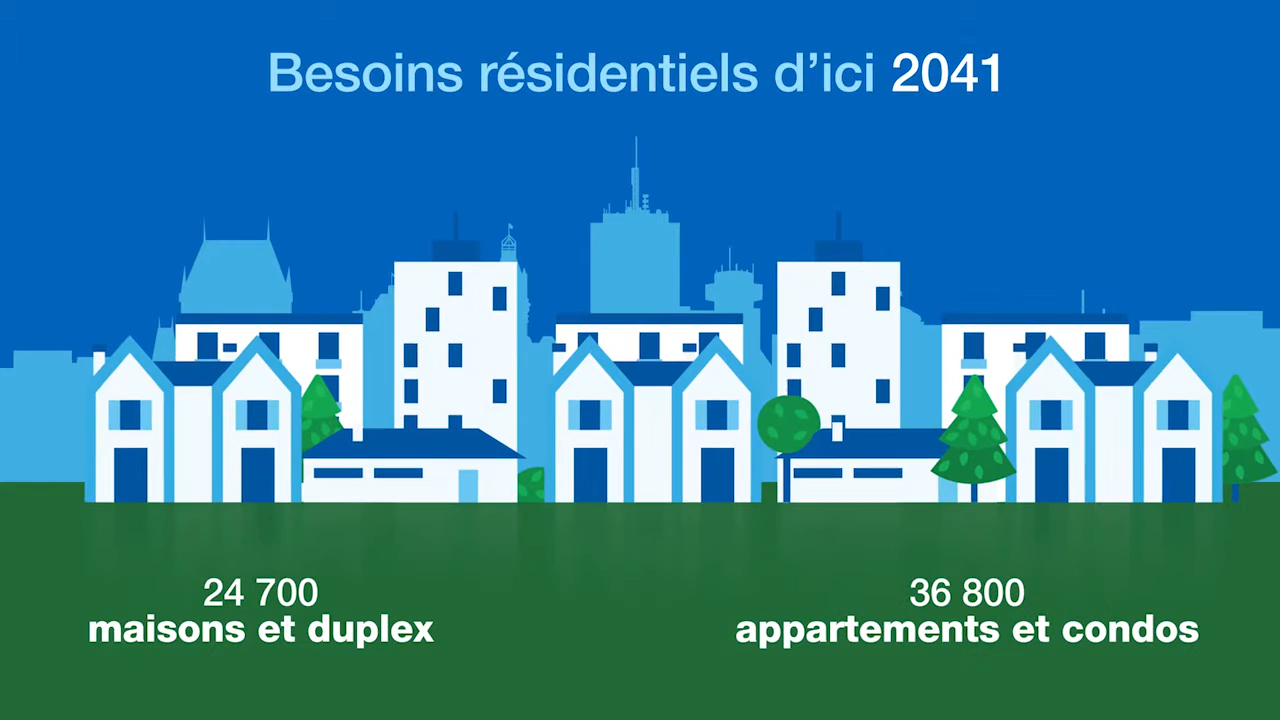 Besoins résidentiels d’ici 2041
24 700
maisons et duplex
36 800
appartements et condos